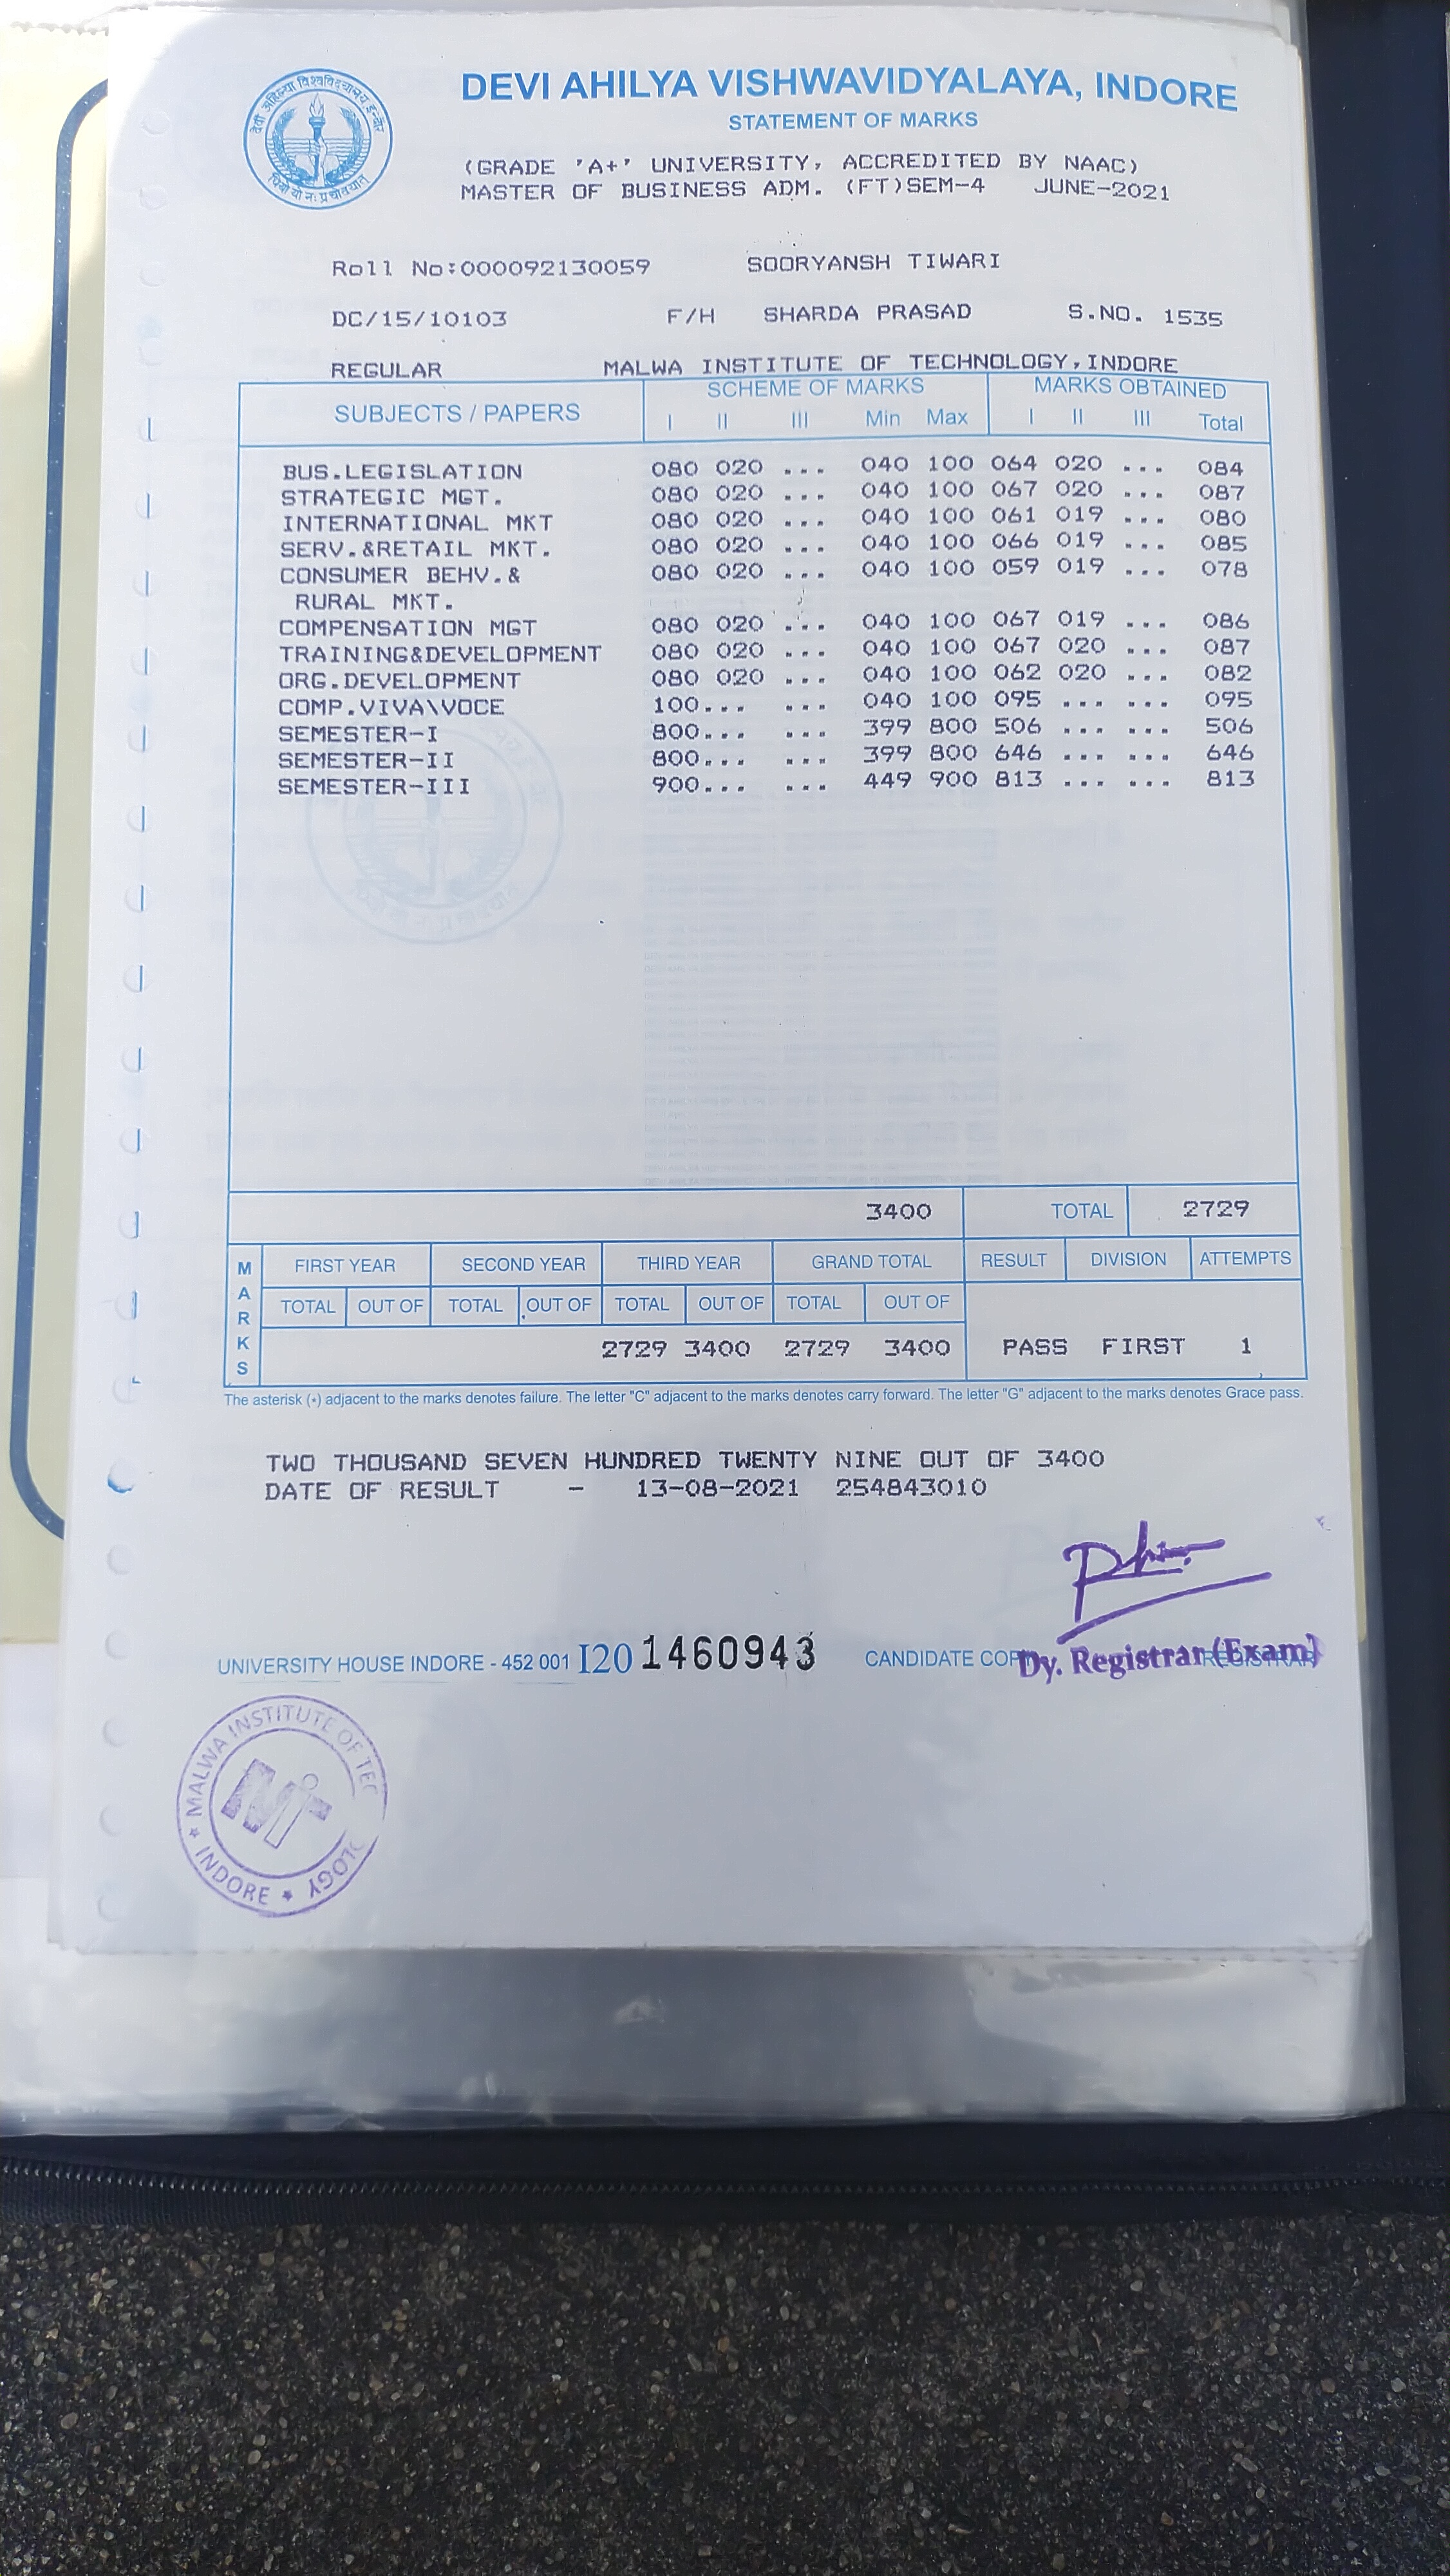 देवी अहिल्या विश्वविद्यालय इन्दौर
धियो यो नः प्रचोदयात्
DEVI AHILYA VISHWAVIDYALAYA, INDORE
STATEMENT OF MARKS
(GRADE 'A+' UNIVERSITY, ACCREDITED BY NAAC)
MASTER OF BUSINESS ADM. (FT)SEM-4 JUNE-2021
Roll No:000092130059 SOORYANSH TIWARI
DC/15/10103 F/H SHARDA PRASAD S.NO. 1535
REGULAR MALWA INSTITUTE OF TECHNOLOGY,INDORE
SUBJECTS / PAPERS SCHEME OF MARKS MARKS OBTAINED
I II III Min Max I II III Total
BUS.LEGISLATION 080 020 ... 040 100 064 020 ... 084
STRATEGIC MGT. 080 020 ... 040 100 067 020 ... 087
INTERNATIONAL MKT 080 020 ... 040 100 061 019 ... 080
SERV.&RETAIL MKT. 080 020 ... 040 100 066 019 ... 085
CONSUMER BEHV.& 080 020 ... 040 100 059 019 ... 078
RURAL MKT.
COMPENSATION MGT 080 020 ... 040 100 067 019 ... 086
TRAINING&DEVELOPMENT 080 020 ... 040 100 067 020 ... 087
ORG.DEVELOPMENT 080 020 ... 040 100 062 020 ... 082
COMP.VIVA\VOCE 100... ... 040 100 095 ... ... 095
SEMESTER-I 800... ... 399 800 506 ... ... 506
SEMESTER-II 800... ... 399 800 646 ... ... 646
SEMESTER-III 900... ... 449 900 813 ... ... 813
3400 TOTAL 2729
MARKS FIRST YEAR SECOND YEAR THIRD YEAR GRAND TOTAL RESULT DIVISION ATTEMPTS
TOTAL OUT OF TOTAL OUT OF TOTAL OUT OF TOTAL OUT OF
2729 3400 2729 3400 PASS FIRST 1
The asterisk (*) adjacent to the marks denotes failure. The letter "C" adjacent to the marks denotes carry forward. The letter "G" adjacent to the marks denotes Grace pass.
TWO THOUSAND SEVEN HUNDRED TWENTY NINE OUT OF 3400
DATE OF RESULT - 13-08-2021 254843010
UNIVERSITY HOUSE INDORE - 452 001 I20 1460943 CANDIDATE COPY REGISTRAR
Dy. Registrar (Exam)
MALWA INSTITUTE OF TEC OLOGY * INDORE *
MIT